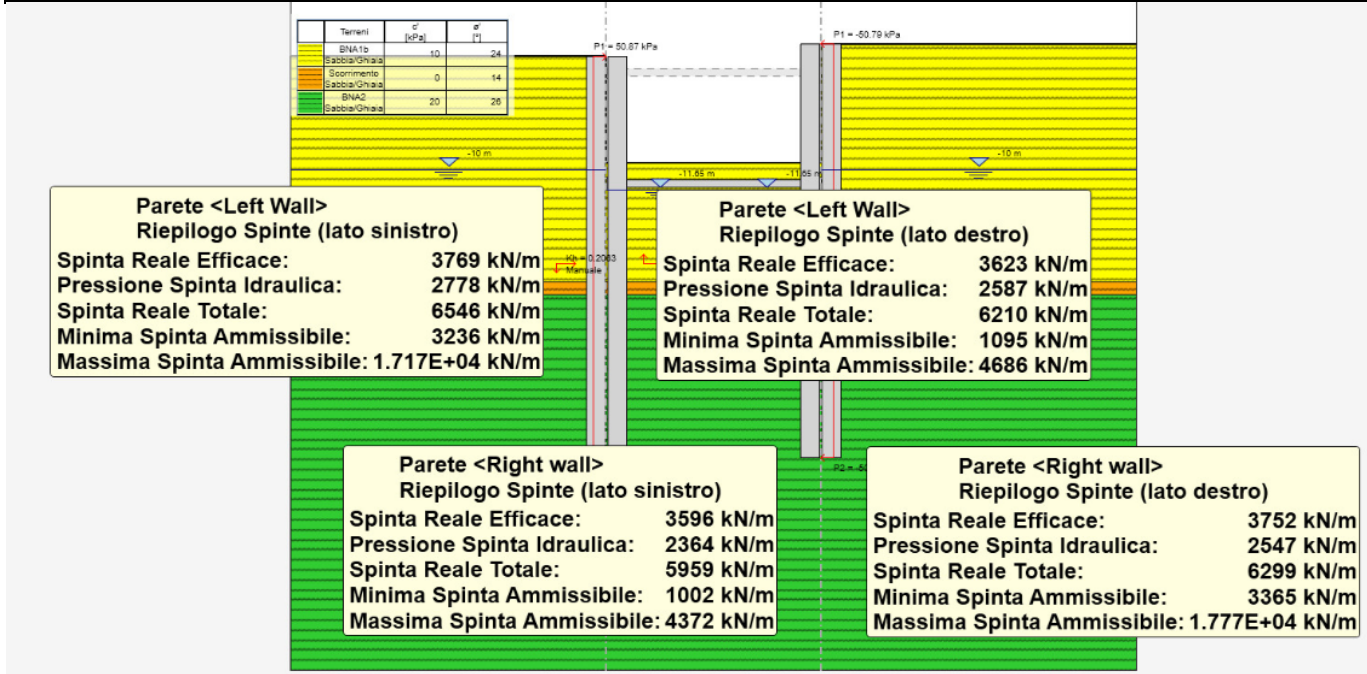 Terreni c' [kPa] ø' [°]
BNA1b Sabbia/Ghiaia 10 24
Scorrimento Sabbia/Ghiaia 0 14
BNA2 Sabbia/Ghiaia 20 26
P1 = 50.87 kPa
P1 = -50.79 kPa
-10 m
-10 m
-11.65 m
-11.65 m
Kh = 0.2083
Manuale
Parete <Left Wall>
Riepilogo Spinte (lato sinistro)
Spinta Reale Efficace: 3769 kN/m
Pressione Spinta Idraulica: 2778 kN/m
Spinta Reale Totale: 6546 kN/m
Minima Spinta Ammissibile: 3236 kN/m
Massima Spinta Ammissibile: 1.717E+04 kN/m
Parete <Left Wall>
Riepilogo Spinte (lato destro)
Spinta Reale Efficace: 3623 kN/m
Pressione Spinta Idraulica: 2587 kN/m
Spinta Reale Totale: 6210 kN/m
Minima Spinta Ammissibile: 1095 kN/m
Massima Spinta Ammissibile: 4686 kN/m
Parete <Right wall>
Riepilogo Spinte (lato sinistro)
Spinta Reale Efficace: 3596 kN/m
Pressione Spinta Idraulica: 2364 kN/m
Spinta Reale Totale: 5959 kN/m
Minima Spinta Ammissibile: 1002 kN/m
Massima Spinta Ammissibile: 4372 kN/m
P2 =
Parete <Right wall>
Riepilogo Spinte (lato destro)
Spinta Reale Efficace: 3752 kN/m
Pressione Spinta Idraulica: 2547 kN/m
Spinta Reale Totale: 6299 kN/m
Minima Spinta Ammissibile: 3365 kN/m
Massima Spinta Ammissibile: 1.777E+04 kN/m